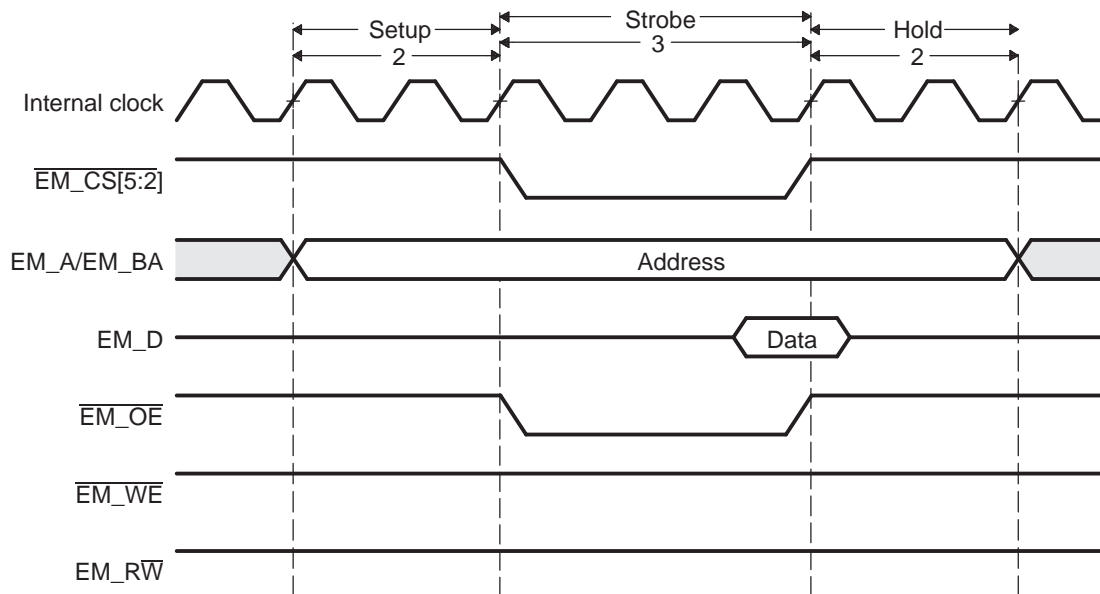 Setup
Strobe
Hold
2
3
2
Internal clock
EM_CS[5:2]
EM_A/EM_BA
Address
EM_D
Data
EM_OE
EM_WE
EM_RW